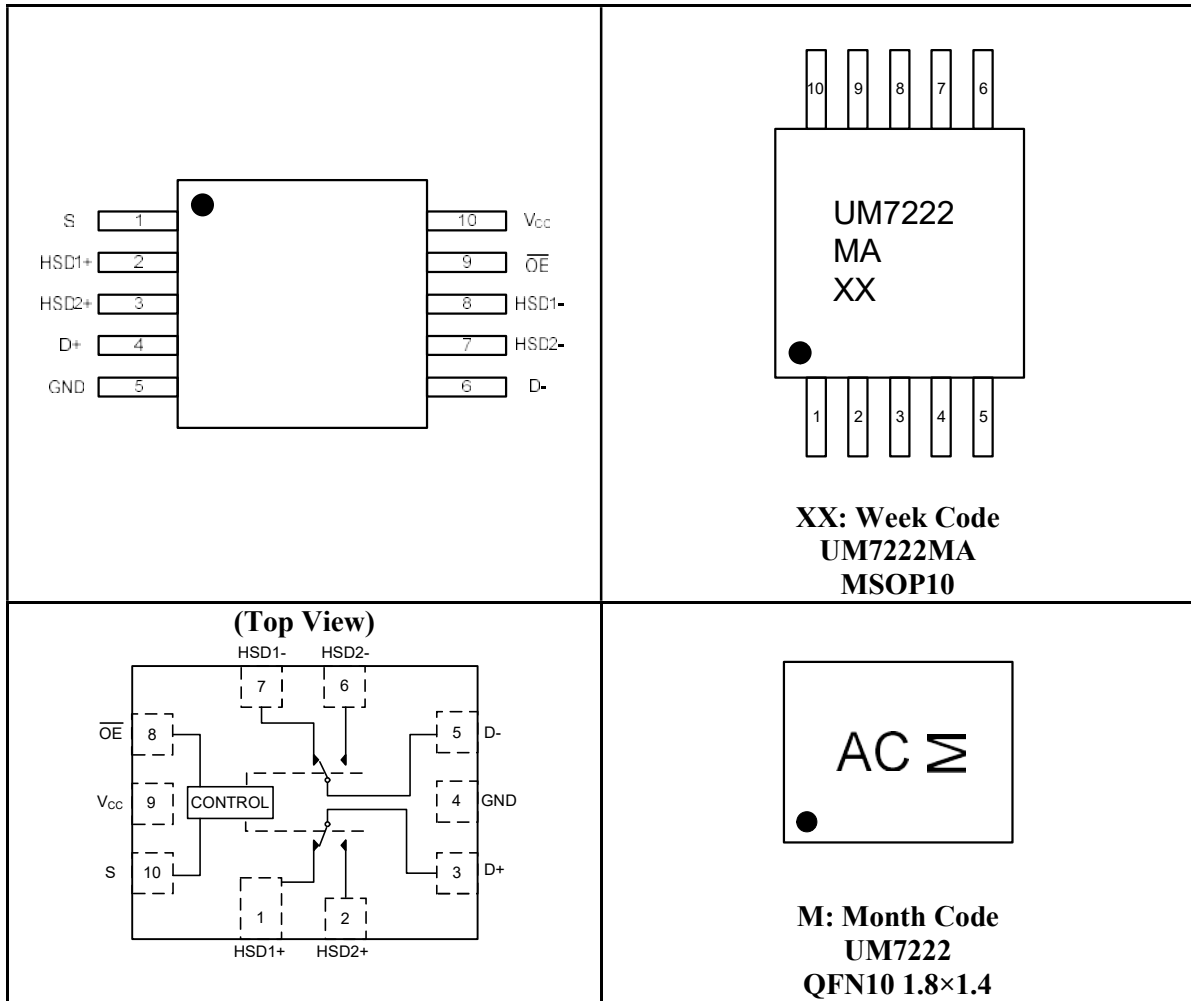 S 1 10 VCC
HSD1+ 2 9 OE
HSD2+ 3 8 HSD1-
D+ 4 7 HSD2-
GND 5 6 D-
10 9 8 7 6
UM7222
MA
XX
1 2 3 4 5
XX: Week Code
UM7222MA
MSOP10
(Top View)
HSD1- HSD2-
7 6
OE 8 5 D-
VCC 9 CONTROL 4 GND
S 10 3 D+
1 2
HSD1+ HSD2+
AC M
M: Month Code
UM7222
QFN10 1.8×1.4